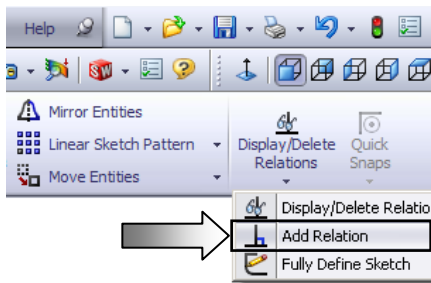 Help
Mirror Entities
Linear Sketch Pattern
Move Entities
Display/Delete
Relations
Quick
Snaps
Display/Delete Relatio
Add Relation
Fully Define Sketch